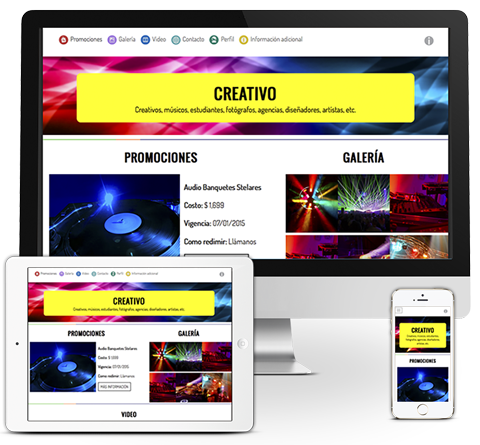 Promociones Galería Video Contacto Perfil Información adicional
CREATIVO
Creativos, músicos, estudiantes, fotógrafos, agencias, diseñadores, artistas, etc.
PROMOCIONES
GALERÍA
Audio Banquetes Stelares
Costo: $ 1,699
Vigencia: 07/01/2015
Como redimir: Llámanos
Promociones Galería Video Contacto Perfil Información adicional
CREATIVO
Creativos, músicos, estudiantes, fotógrafos, agencias, diseñadores, artistas, etc.
PROMOCIONES
GALERÍA
Audio Banquetes Stelares
Costo: $ 1,699
Vigencia: 07/01/2015
Como redimir: Llámanos
MÁS INFORMACIÓN
VIDEO
CREATIVO
Creativos, músicos, estudiantes,
fotógrafos, agencias, diseñadores,
artistas, etc.
PROMOCIONES